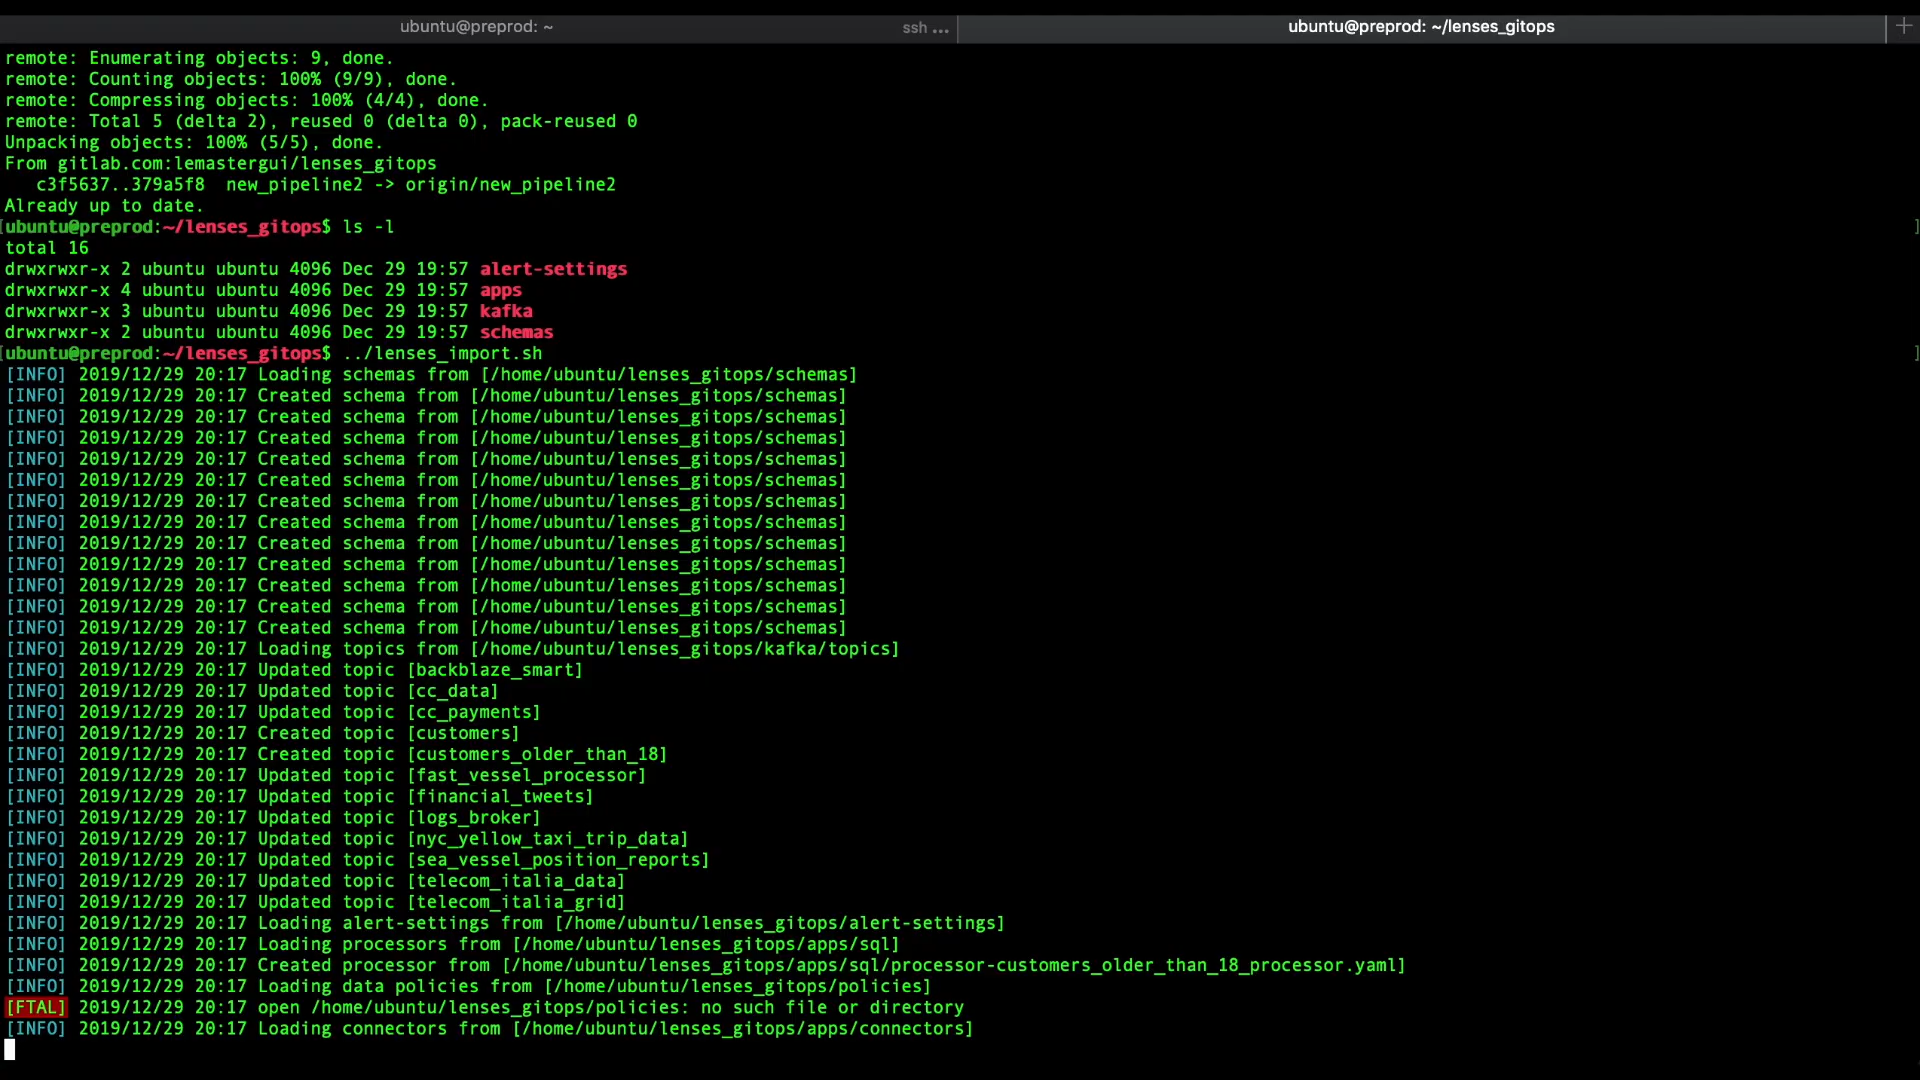 ubuntu@preprod: ~
ssh ...
ubuntu@preprod: ~/lenses_gitops
remote: Enumerating objects: 9, done.
remote: Counting objects: 100% (9/9), done.
remote: Compressing objects: 100% (4/4), done.
remote: Total 5 (delta 2), reused 0 (delta 0), pack-reused 0
Unpacking objects: 100% (5/5), done.
From gitlab.com:lemastergui/lenses_gitops
   c3f5637..379a5f8  new_pipeline2 -> origin/new_pipeline2
Already up to date.
[ubuntu@preprod:~/lenses_gitops$ ls -l ]
total 16
drwxrwxr-x 2 ubuntu ubuntu 4096 Dec 29 19:57 alert-settings
drwxrwxr-x 4 ubuntu ubuntu 4096 Dec 29 19:57 apps
drwxrwxr-x 3 ubuntu ubuntu 4096 Dec 29 19:57 kafka
drwxrwxr-x 2 ubuntu ubuntu 4096 Dec 29 19:57 schemas
[ubuntu@preprod:~/lenses_gitops$ ../lenses_import.sh ]
[INFO] 2019/12/29 20:17 Loading schemas from [/home/ubuntu/lenses_gitops/schemas]
[INFO] 2019/12/29 20:17 Created schema from [/home/ubuntu/lenses_gitops/schemas]
[INFO] 2019/12/29 20:17 Created schema from [/home/ubuntu/lenses_gitops/schemas]
[INFO] 2019/12/29 20:17 Created schema from [/home/ubuntu/lenses_gitops/schemas]
[INFO] 2019/12/29 20:17 Created schema from [/home/ubuntu/lenses_gitops/schemas]
[INFO] 2019/12/29 20:17 Created schema from [/home/ubuntu/lenses_gitops/schemas]
[INFO] 2019/12/29 20:17 Created schema from [/home/ubuntu/lenses_gitops/schemas]
[INFO] 2019/12/29 20:17 Created schema from [/home/ubuntu/lenses_gitops/schemas]
[INFO] 2019/12/29 20:17 Created schema from [/home/ubuntu/lenses_gitops/schemas]
[INFO] 2019/12/29 20:17 Created schema from [/home/ubuntu/lenses_gitops/schemas]
[INFO] 2019/12/29 20:17 Created schema from [/home/ubuntu/lenses_gitops/schemas]
[INFO] 2019/12/29 20:17 Created schema from [/home/ubuntu/lenses_gitops/schemas]
[INFO] 2019/12/29 20:17 Created schema from [/home/ubuntu/lenses_gitops/schemas]
[INFO] 2019/12/29 20:17 Loading topics from [/home/ubuntu/lenses_gitops/kafka/topics]
[INFO] 2019/12/29 20:17 Updated topic [backblaze_smart]
[INFO] 2019/12/29 20:17 Updated topic [cc_data]
[INFO] 2019/12/29 20:17 Updated topic [cc_payments]
[INFO] 2019/12/29 20:17 Created topic [customers]
[INFO] 2019/12/29 20:17 Created topic [customers_older_than_18]
[INFO] 2019/12/29 20:17 Updated topic [fast_vessel_processor]
[INFO] 2019/12/29 20:17 Updated topic [financial_tweets]
[INFO] 2019/12/29 20:17 Updated topic [logs_broker]
[INFO] 2019/12/29 20:17 Updated topic [nyc_yellow_taxi_trip_data]
[INFO] 2019/12/29 20:17 Updated topic [sea_vessel_position_reports]
[INFO] 2019/12/29 20:17 Updated topic [telecom_italia_data]
[INFO] 2019/12/29 20:17 Updated topic [telecom_italia_grid]
[INFO] 2019/12/29 20:17 Loading alert-settings from [/home/ubuntu/lenses_gitops/alert-settings]
[INFO] 2019/12/29 20:17 Loading processors from [/home/ubuntu/lenses_gitops/apps/sql]
[INFO] 2019/12/29 20:17 Created processor from [/home/ubuntu/lenses_gitops/apps/sql/processor-customers_older_than_18_processor.yaml]
[INFO] 2019/12/29 20:17 Loading data policies from [/home/ubuntu/lenses_gitops/policies]
[FTAL] 2019/12/29 20:17 open /home/ubuntu/lenses_gitops/policies: no such file or directory
[INFO] 2019/12/29 20:17 Loading connectors from [/home/ubuntu/lenses_gitops/apps/connectors]